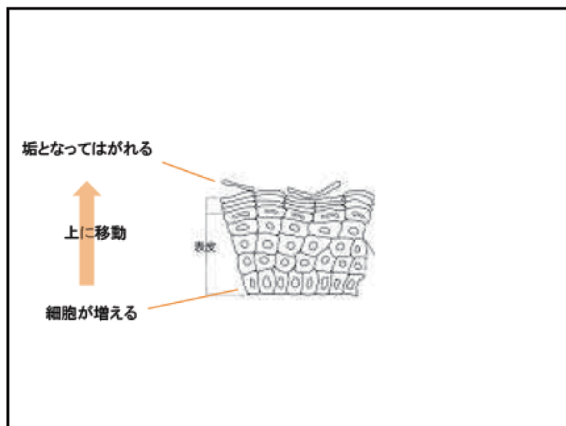 垢となってはがれる
上に移動
表皮
細胞が増える